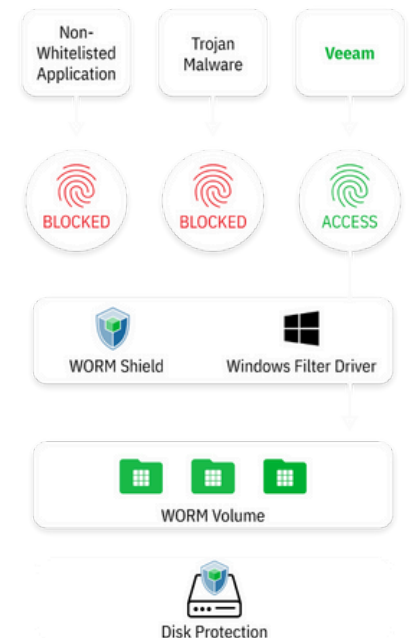 Non-
Whitelisted
Application
Trojan
Malware
Veeam
BLOCKED
BLOCKED
ACCESS
WORM Shield
Windows Filter Driver
WORM Volume
Disk Protection